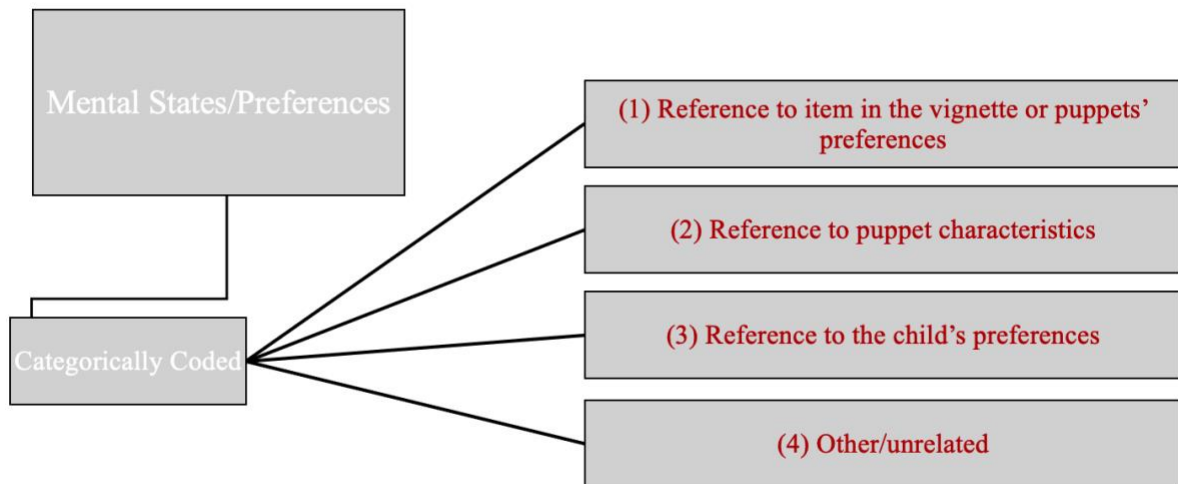 Mental States/Preferences
(1) Reference to item in the vignette or puppets’
preferences
(2) Reference to puppet characteristics
(3) Reference to the child’s preferences
Categorically Coded
(4) Other/unrelated